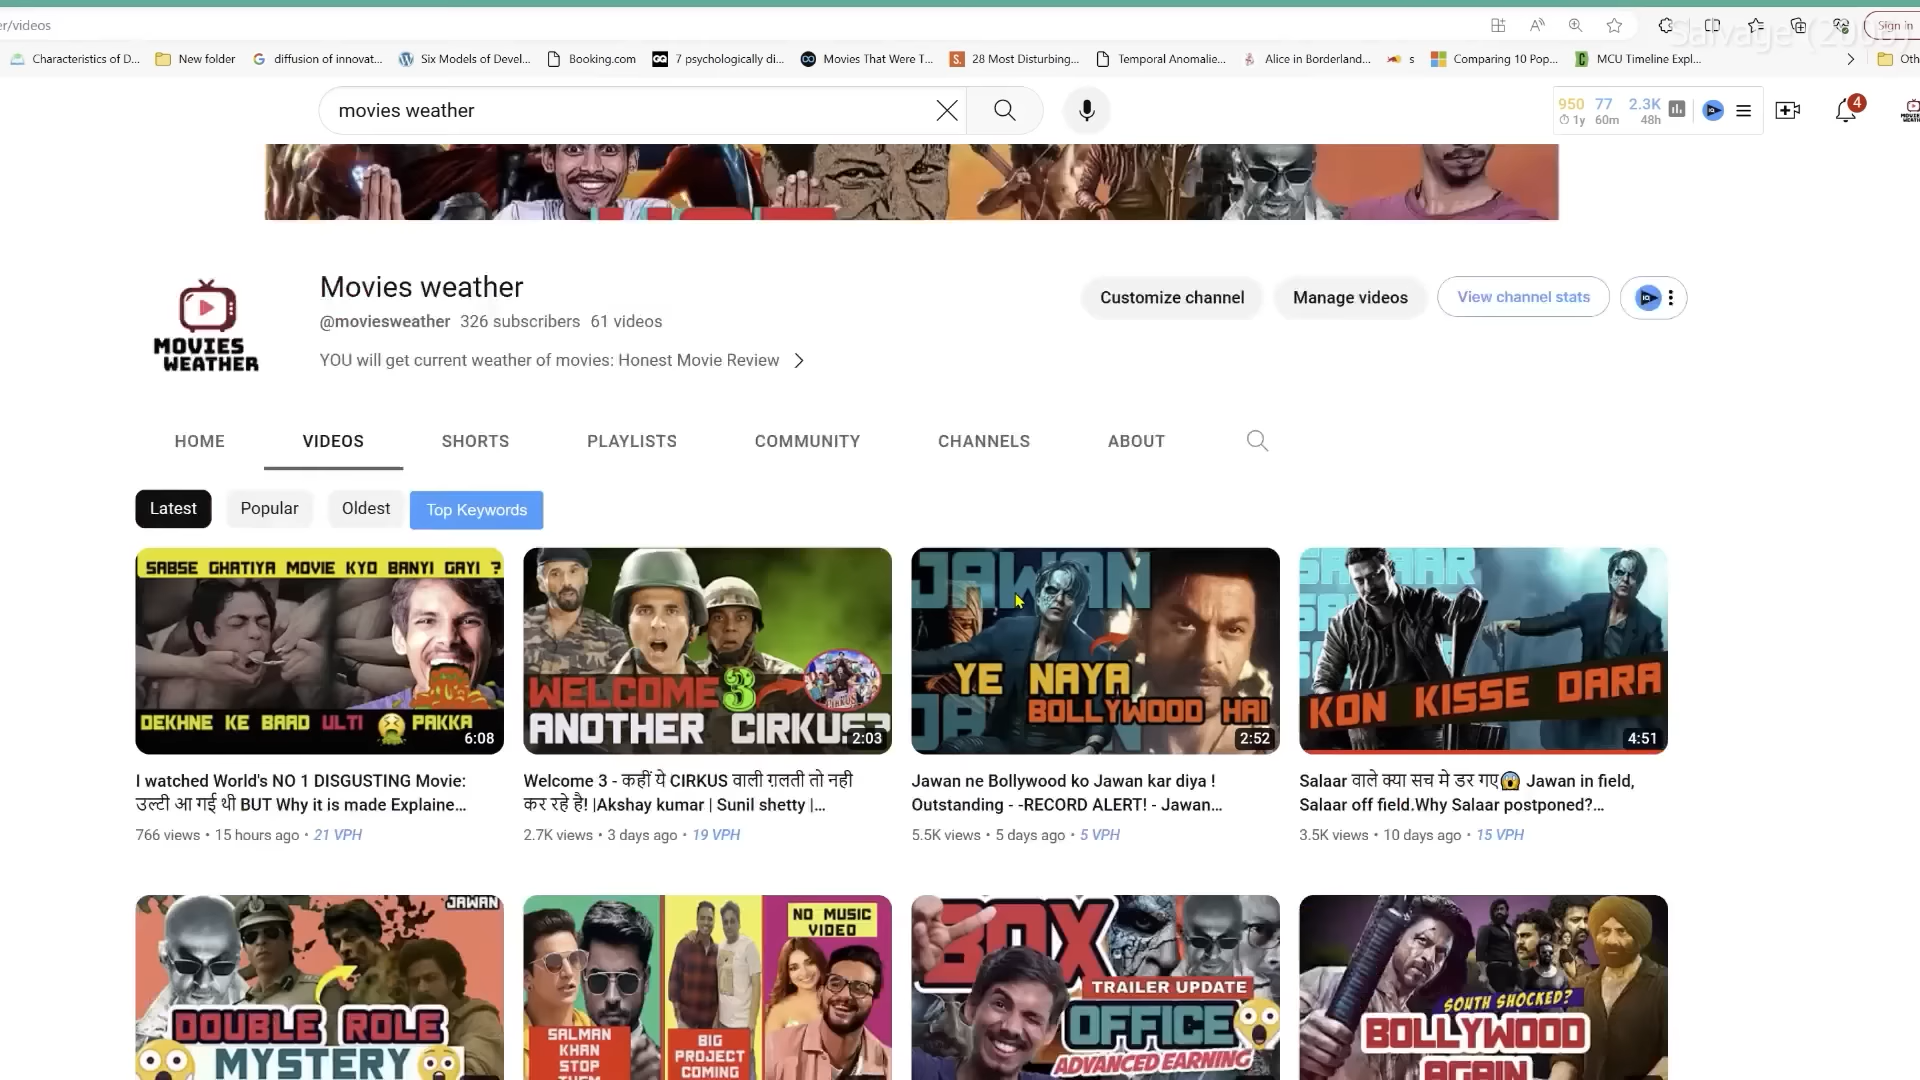 er/videos
Sign in
Salvage (2006)
Characteristics of D...
New folder
diffusion of innovat...
Six Models of Devel...
Booking.com
GQ
7 psychologically di...
Movies That Were T...
S.
28 Most Disturbing...
Temporal Anomalie...
Alice in Borderland...
s
Comparing 10 Pop...
MCU Timeline Expl...
Oth
movies weather
950 77 2.3K
1y 60m 48h
4
Movies weather
MOVIES
WEATHER
@moviesweather 326 subscribers 61 videos
YOU will get current weather of movies: Honest Movie Review
Customize channel
Manage videos
View channel stats
HOME
VIDEOS
SHORTS
PLAYLISTS
COMMUNITY
CHANNELS
ABOUT
Latest
Popular
Oldest
Top Keywords
SABSE GHATIYA MOVIE KYO BANYI GAYI ?
DEKHNE KE BAAD ULTI PAKKA
6:08
WELCOME 3
ANOTHER CIRKUS?
2:03
JAWAN
YE NAYA
BOLLYWOOD HAI
2:52
KON KISSE DARA
4:51
I watched World's NO 1 DISGUSTING Movie:
उल्टी आ गई थी BUT Why it is made Explaine...
766 views • 15 hours ago • 21 VPH
Welcome 3 - कहीं ये CIRKUS वाली ग़लती तो नही
कर रहे है! |Akshay kumar | Sunil shetty |...
2.7K views • 3 days ago • 19 VPH
Jawan ne Bollywood ko Jawan kar diya !
Outstanding - -RECORD ALERT! - Jawan...
5.5K views • 5 days ago • 5 VPH
Salaar वाले क्या सच मे डर गए😱 Jawan in field,
Salaar off field.Why Salaar postponed?...
3.5K views • 10 days ago • 15 VPH
JAWAN
DOUBLE ROLE
MYSTERY
NO MUSIC
VIDEO
SALMAN
KHAN
STOP
THEM
BIG
PROJECT
COMING
BOX
TRAILER UPDATE
OFFICE
ADVANCED EARNING
SOUTH SHOCKED?
BOLLYWOOD
AGAIN